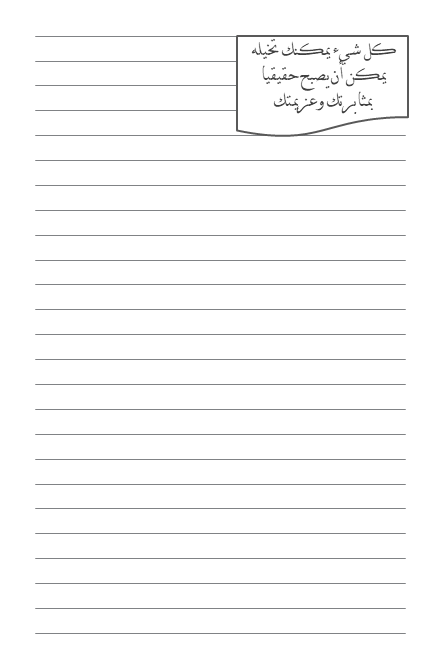 كل شيء يمكنك تخيله
يمكن أن يصبح حقيقيا
بمثابرتك وعزيمتك